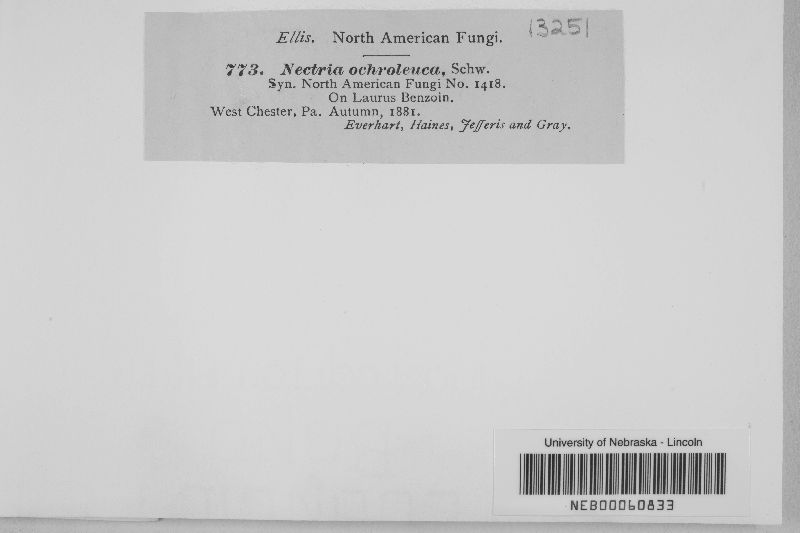 Ellis. North American Fungi.
13251
773. Nectria ochroleuca, Schw.
Syn. North American Fungi No. 1418.
On Laurus Benzoin.
West Chester, Pa. Autumn, 1881.
Everhart, Haines, Jefferis and Gray.
University of Nebraska - Lincoln
NEB00060833